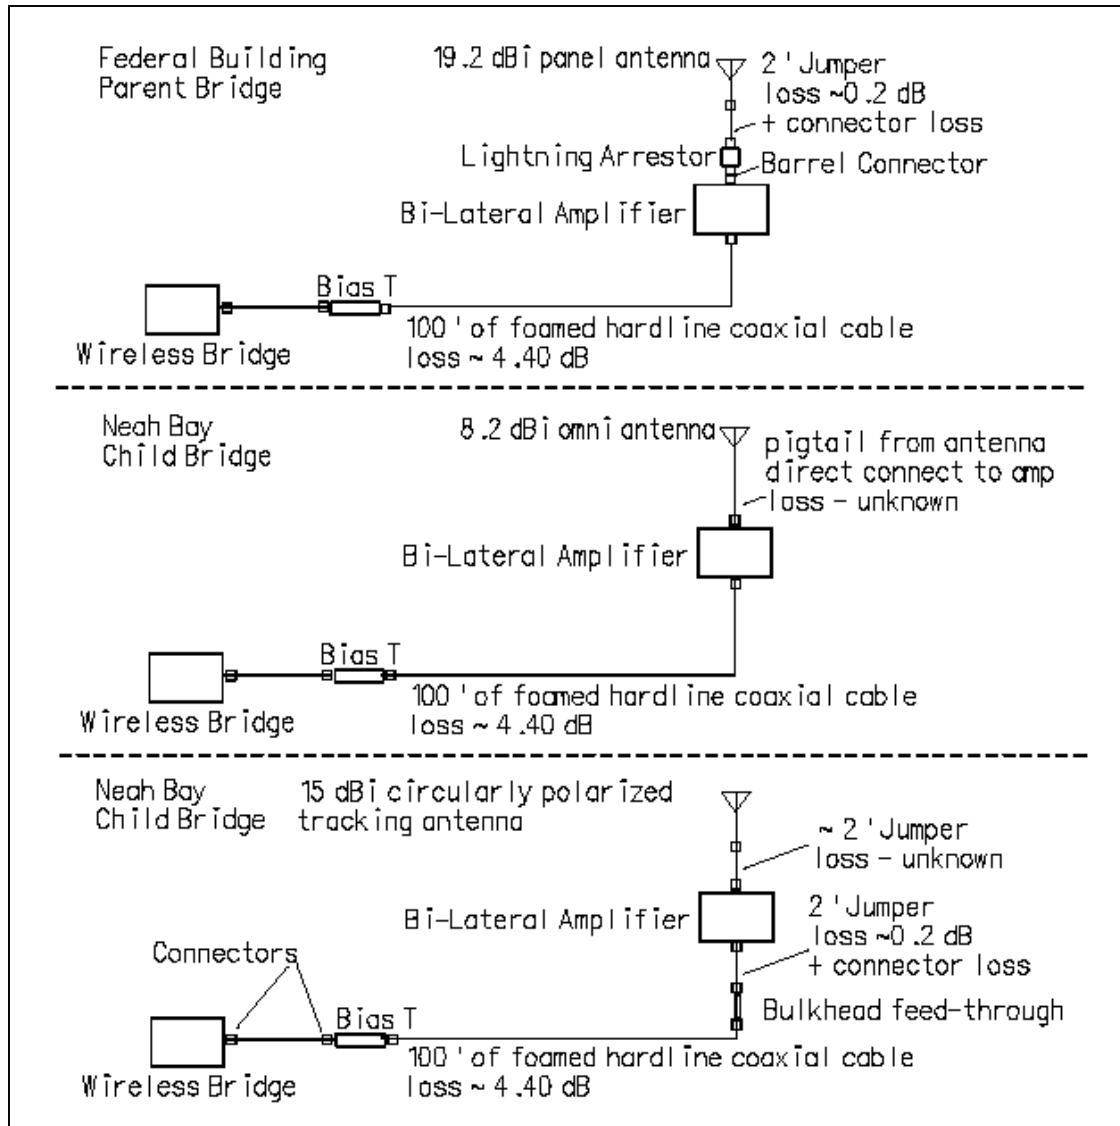 Federal Building
Parent Bridge
19.2 dBi panel antenna
2' Jumper
loss ~0.2 dB
+ connector loss
Lightning Arrestor
Barrel Connector
Bi-Lateral Amplifier
Bias T
Wireless Bridge
100' of foamed hardline coaxial cable
loss ~ 4.40 dB
Neah Bay
Child Bridge
8.2 dBi omni antenna
pigtail from antenna
direct connect to amp
loss - unknown
Bi-Lateral Amplifier
Bias T
Wireless Bridge
100' of foamed hardline coaxial cable
loss ~ 4.40 dB
Neah Bay
Child Bridge
15 dBi circularly polarized
tracking antenna
~ 2' Jumper
loss - unknown
Bi-Lateral Amplifier
2' Jumper
loss ~0.2 dB
+ connector loss
Connectors
Bulkhead feed-through
Bias T
Wireless Bridge
100' of foamed hardline coaxial cable
loss ~ 4.40 dB